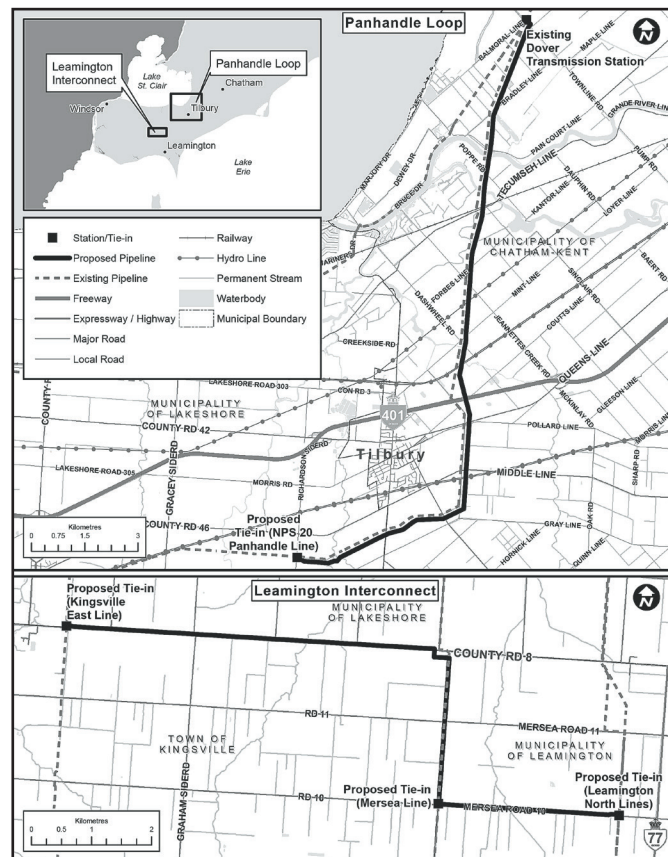 Panhandle Loop
N
Leamington
Interconnect
Lake
St. Clair
Panhandle Loop
Chatham
Windsor
Tilbury
Leamington
Lake
Erie
Station/Tie-in
Railway
Proposed Pipeline
Hydro Line
Existing Pipeline
Permanent Stream
Freeway
Waterbody
Expressway / Highway
Municipal Boundary
Major Road
Local Road
BALMORAL LINE
MAPLE LINE
Existing
Dover
Transmission Station
BRADLEY LINE
TOWNLINE RD
GRANDE RIVER LINE
MARJORY DR
DEWEY DR
POPPE RD
PAIN COURT LINE
BRUCE DR
TECUMSEH LINE
PUMP RD
KANTOR LINE
DAUPHIN RD
LOYER LINE
MARINERS DR
MUNICIPALITY OF
CHATHAM-KENT
FORBES LINE
BAERT RD
MINT LINE
SINCLAIR RD
DASHWHEEL RD
COUTTS LINE
CREEKSIDE RD
JEANNETTES CREEK RD
QUEENS LINE
LAKESHORE ROAD 303
CON RD 3
MCKINLAY RD
GLEESON LINE
MUNICIPALITY
OF LAKESHORE
401
COUNTY RD 42
POLLARD LINE
MORRIS LINE
Tilbury
RICHARDSON SIDERD
LAKESHORE ROAD 305
GRACEY SIDERD
MORRIS RD
MIDDLE LINE
SHARP RD
Kilometres
0 0.75 1.5 3
COUNTY RD 46
Proposed
Tie-in (NPS 20
Panhandle Line)
GRAY LINE
OAK RD
HORNICK LINE
QUINN LINE
Proposed Tie-in
(Kingsville
East Line)
Leamington Interconnect
MUNICIPALITY
OF LAKESHORE
N
COUNTY RD 8
RD 11
MERSEA ROAD 11
TOWN OF
KINGSVILLE
MUNICIPALITY
OF LEAMINGTON
GRAHAM SIDERD
RD 10
Proposed Tie-in
(Mersea Line)
Proposed Tie-in
(Leamington
North Lines)
MERSEA ROAD 10
Kilometres
0 0.5 1 2
77